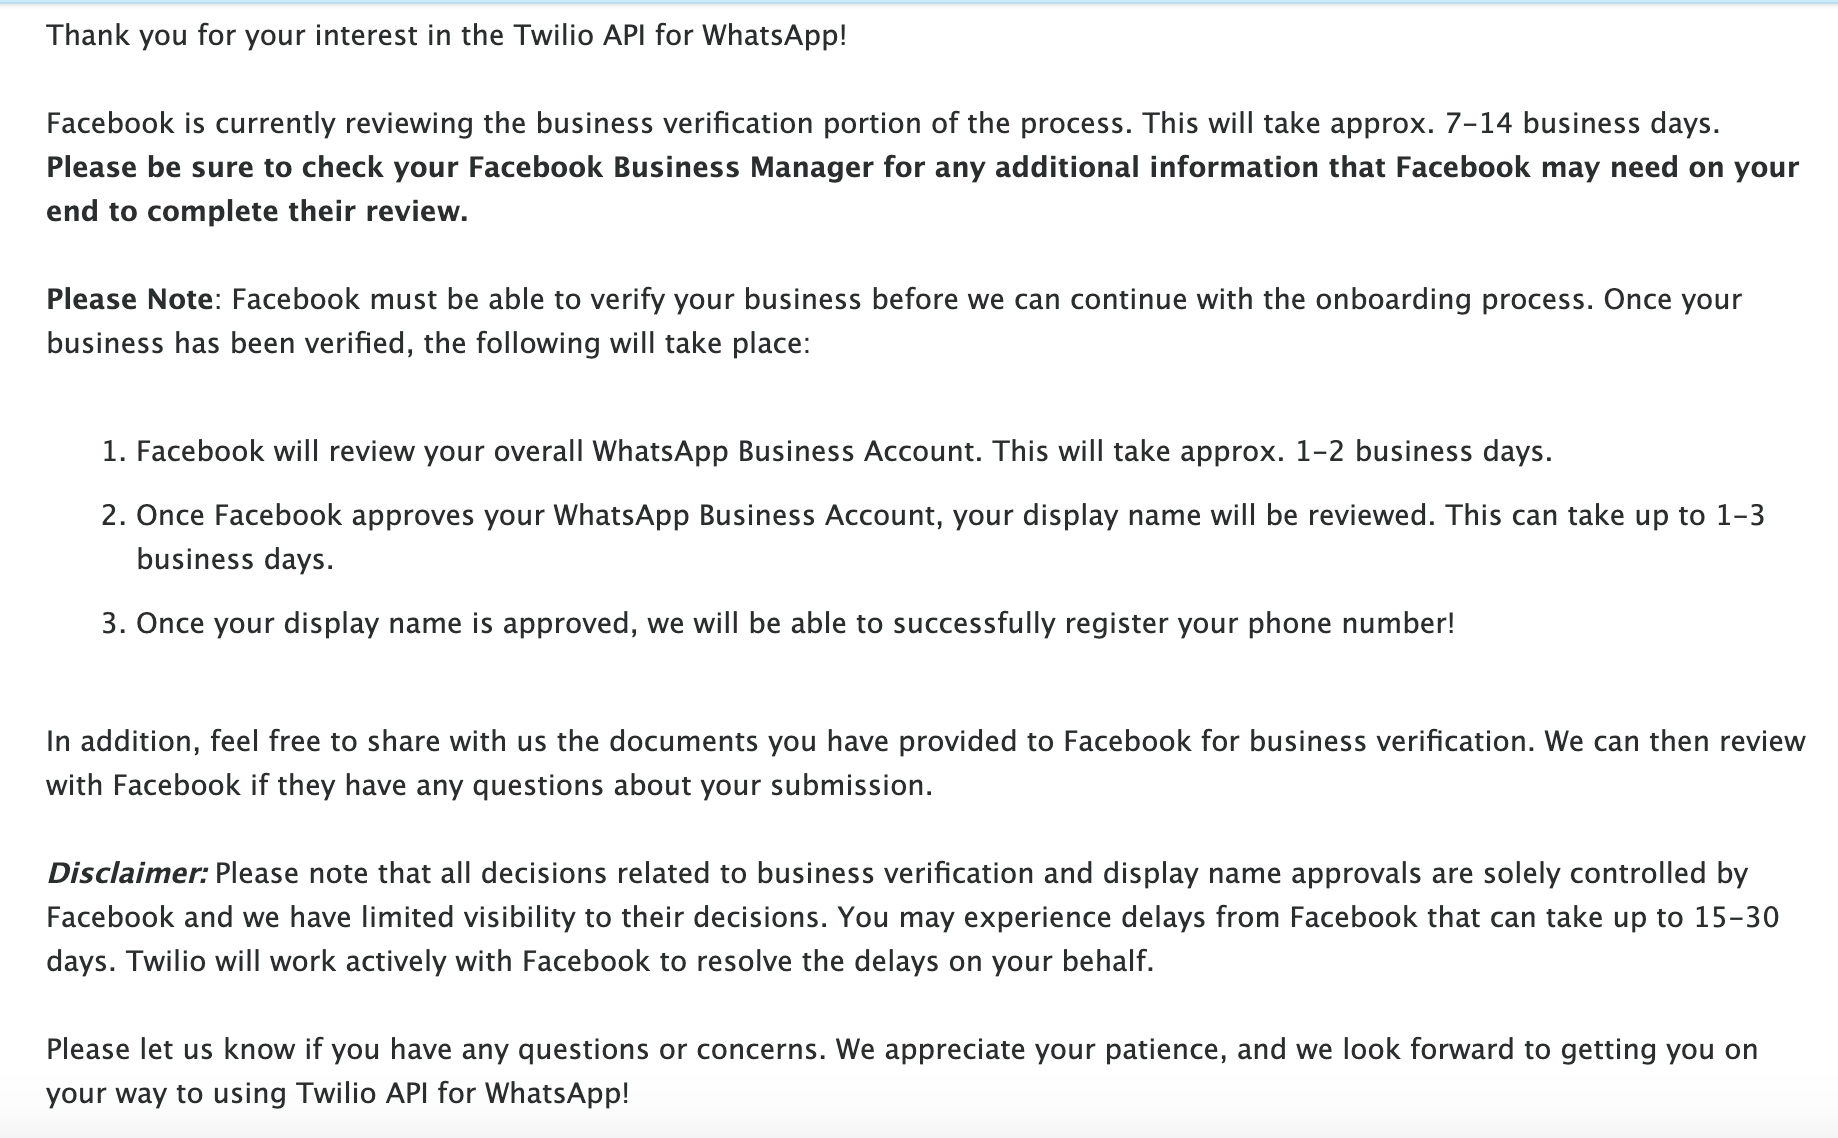 Thank you for your interest in the Twilio API for WhatsApp!
Facebook is currently reviewing the business verification portion of the process. This will take approx. 7-14 business days.
Please be sure to check your Facebook Business Manager for any additional information that Facebook may need on your
end to complete their review.
Please Note: Facebook must be able to verify your business before we can continue with the onboarding process. Once your
business has been verified, the following will take place:
1. Facebook will review your overall WhatsApp Business Account. This will take approx. 1-2 business days.
2. Once Facebook approves your WhatsApp Business Account, your display name will be reviewed. This can take up to 1-3
business days.
3. Once your display name is approved, we will be able to successfully register your phone number!
In addition, feel free to share with us the documents you have provided to Facebook for business verification. We can then review
with Facebook if they have any questions about your submission.
Disclaimer: Please note that all decisions related to business verification and display name approvals are solely controlled by
Facebook and we have limited visibility to their decisions. You may experience delays from Facebook that can take up to 15-30
days. Twilio will work actively with Facebook to resolve the delays on your behalf.
Please let us know if you have any questions or concerns. We appreciate your patience, and we look forward to getting you on
your way to using Twilio API for WhatsApp!